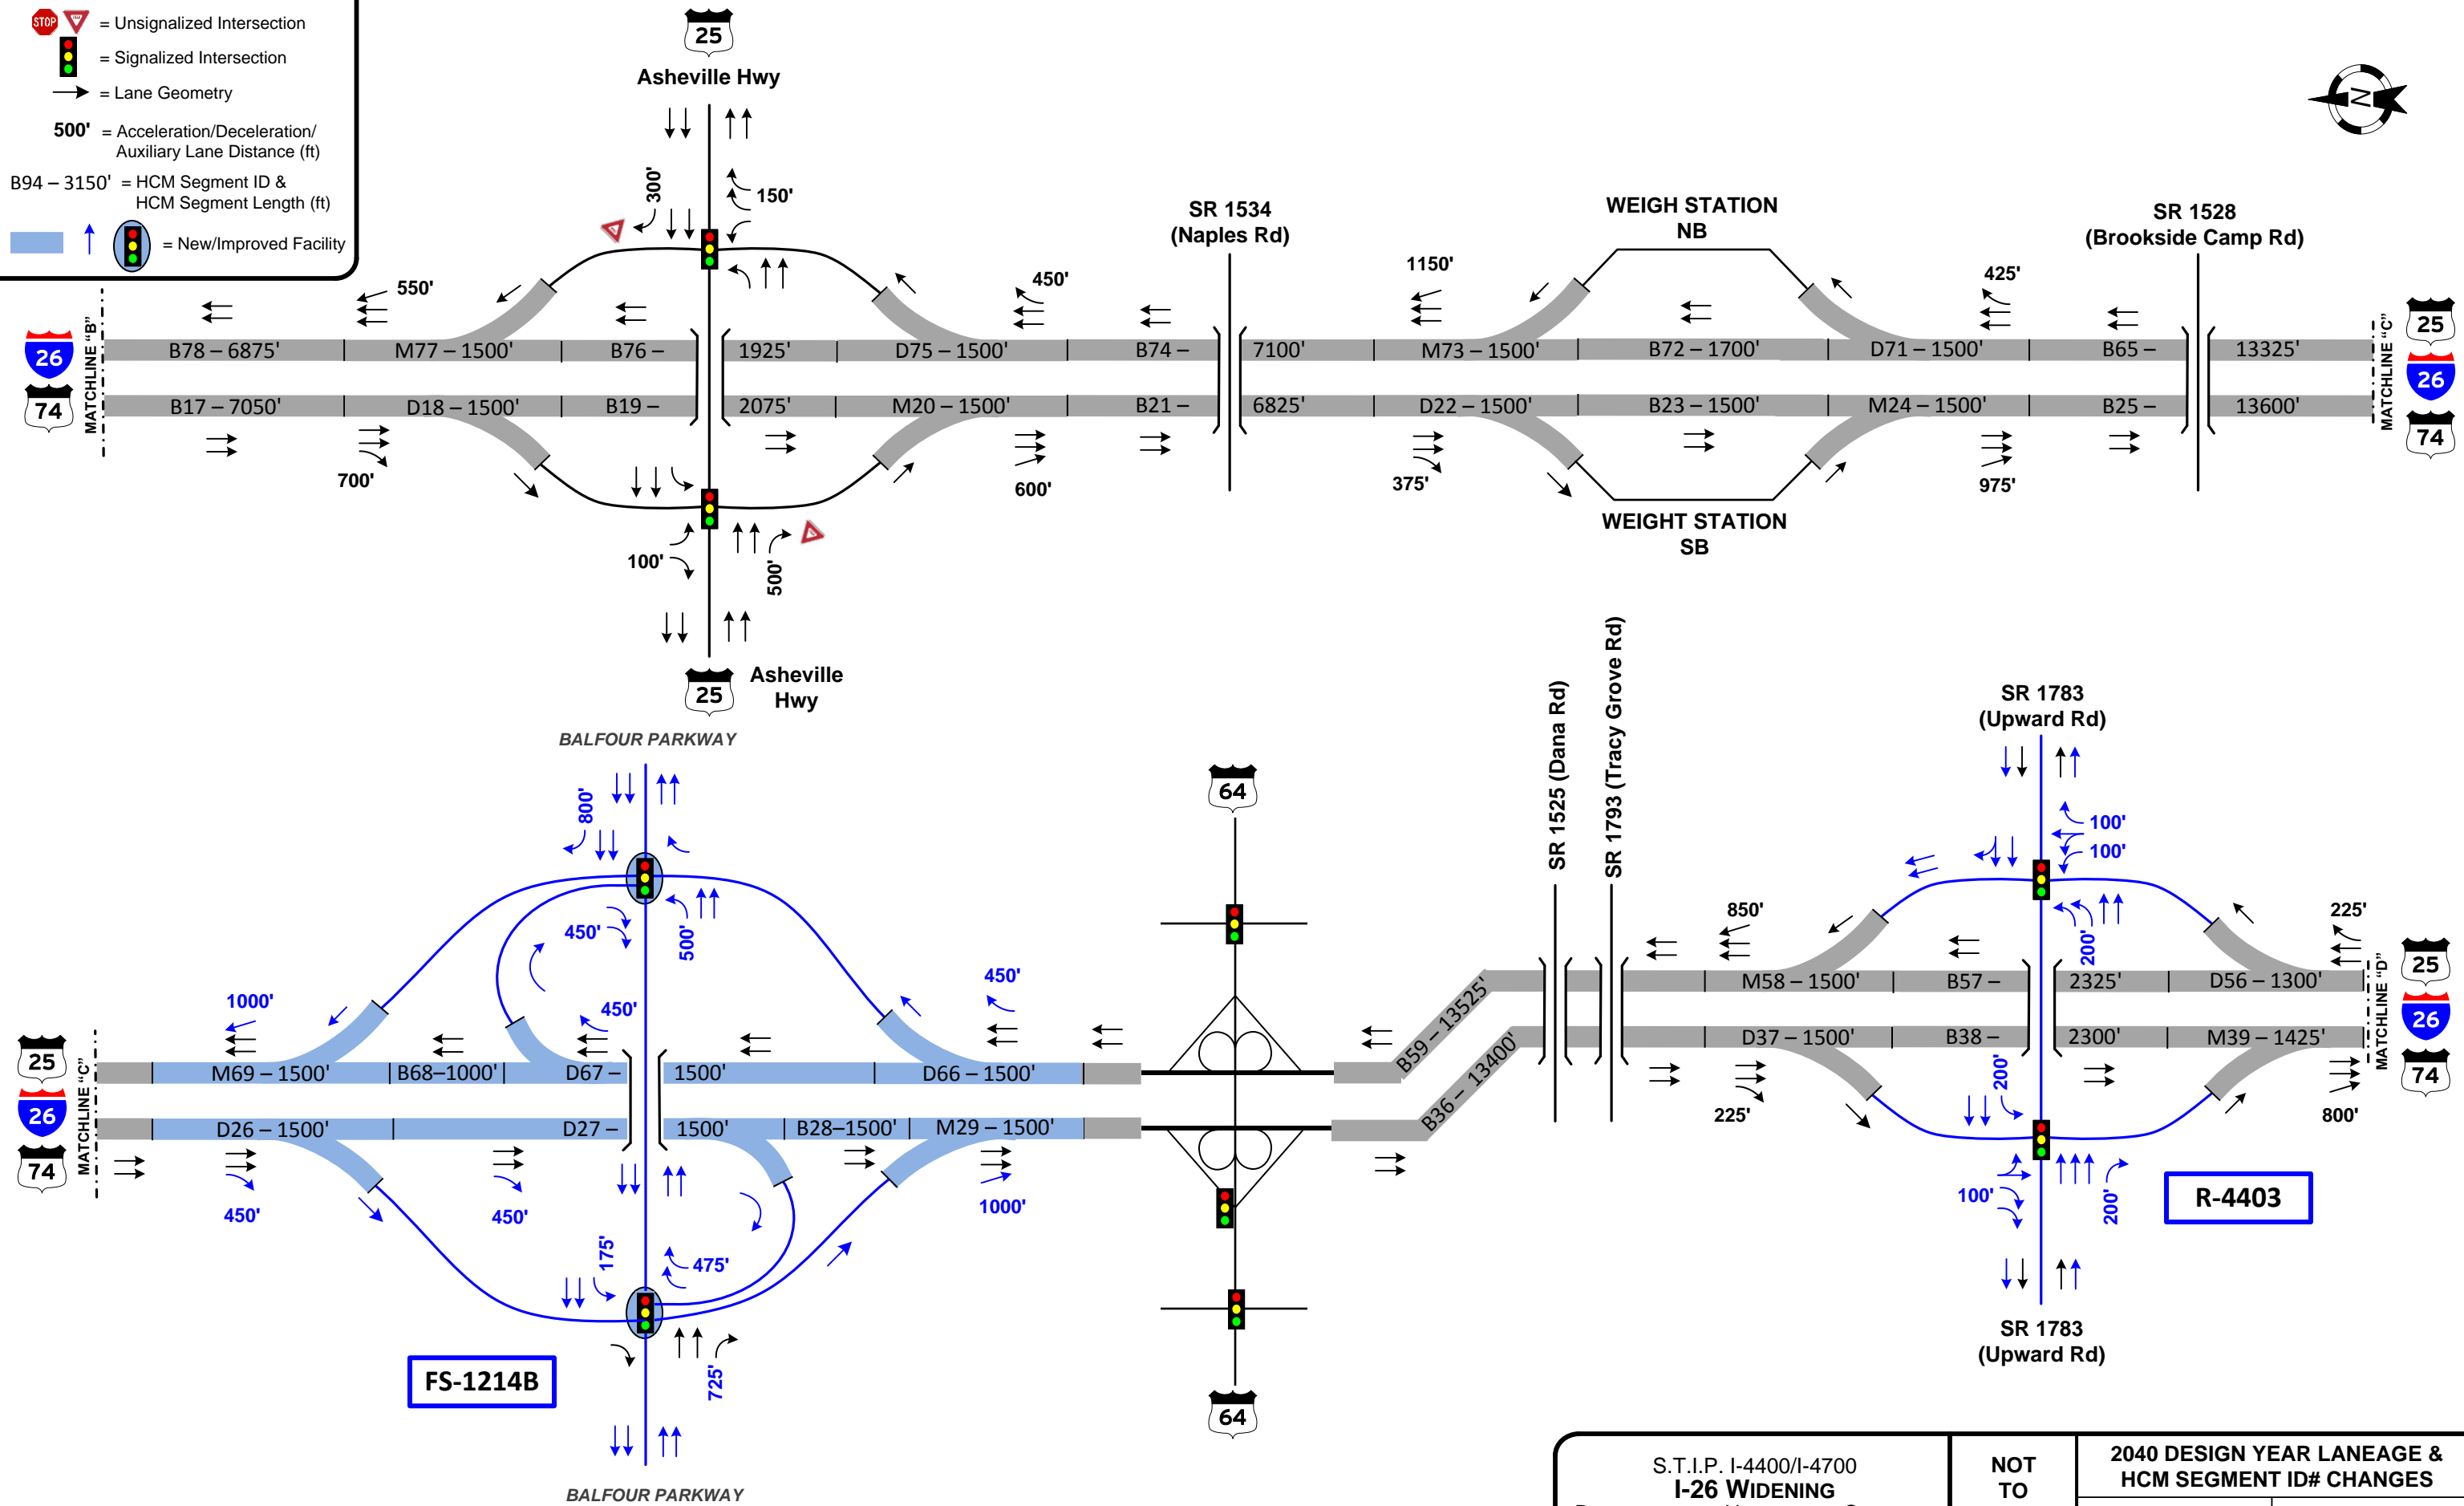 STOP
= Unsignalized Intersection
= Signalized Intersection
= Lane Geometry
500' = Acceleration/Deceleration/
Auxiliary Lane Distance (ft)
B94 – 3150' = HCM Segment ID &
HCM Segment Length (ft)
= New/Improved Facility
25
Asheville Hwy
N
300'
150'
SR 1534
(Naples Rd)
WEIGH STATION
NB
SR 1528
(Brookside Camp Rd)
550'
450'
1150'
425'
26
74
MATCHLINE "B"
B78 – 6875'
M77 – 1500'
B76 –
1925'
D75 – 1500'
B74 –
7100'
M73 – 1500'
B72 – 1700'
D71 – 1500'
B65 –
13325'
B17 – 7050'
D18 – 1500'
B19 –
2075'
M20 – 1500'
B21 –
6825'
D22 – 1500'
B23 – 1500'
M24 – 1500'
B25 –
13600'
MATCHLINE "C"
25
26
74
700'
600'
375'
975'
100'
500'
WEIGHT STATION
SB
25
Asheville
Hwy
BALFOUR PARKWAY
64
SR 1525 (Dana Rd)
SR 1793 (Tracy Grove Rd)
SR 1783
(Upward Rd)
800'
450'
500'
450'
1000'
450'
850'
100'
100'
200'
225'
25
26
74
MATCHLINE "C"
M69 – 1500'
B68–1000'
D67 –
1500'
D66 – 1500'
B59 – 13525'
M58 – 1500'
B57 –
2325'
D56 – 1300'
D26 – 1500'
D27 –
1500'
B28–1500'
M29 – 1500'
B36 – 13400'
D37 – 1500'
B38 –
2300'
M39 – 1425'
MATCHLINE "D"
25
26
74
450'
450'
1000'
225'
200'
800'
175'
475'
725'
100'
200'
R-4403
SR 1783
(Upward Rd)
FS-1214B
64
BALFOUR PARKWAY
S.T.I.P. I-4400/I-4700
I-26 WIDENING
NOT
TO
2040 DESIGN YEAR LANEAGE &
HCM SEGMENT ID# CHANGES